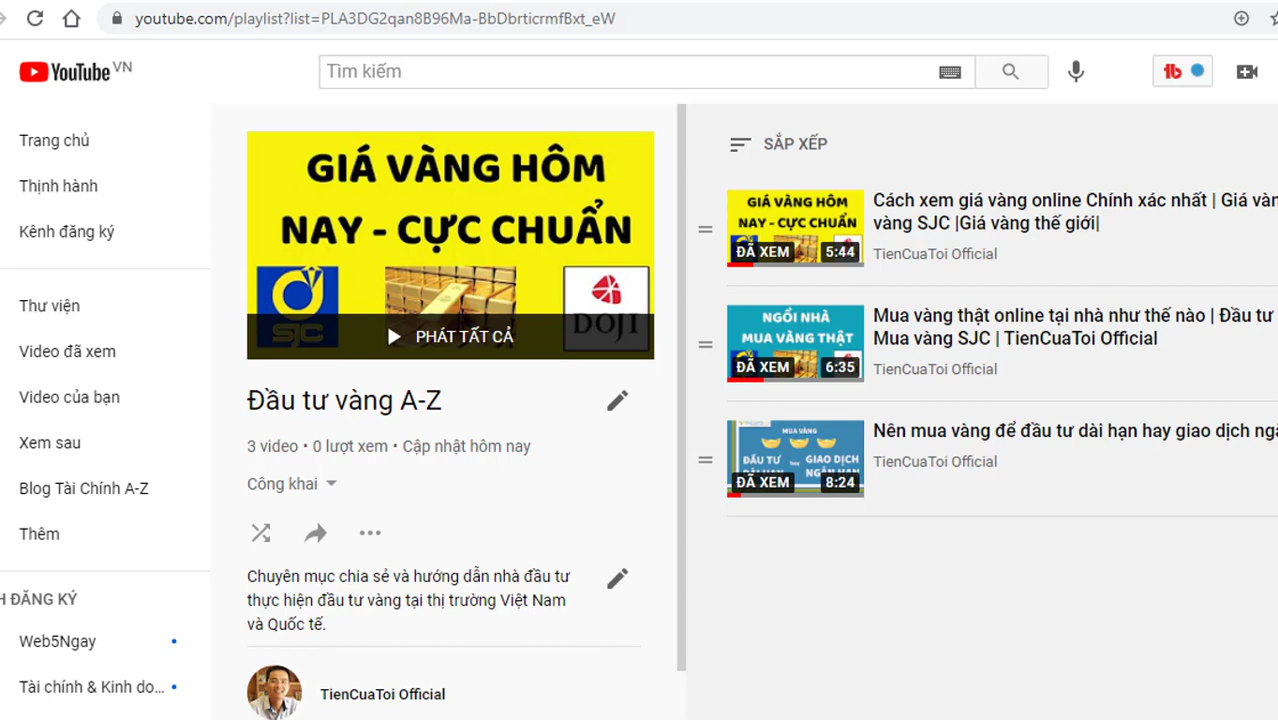 youtube.com/playlist?list=PLA3DG2qan8B96Ma-BbDbrticrmfBxt_eW
YouTube VN
Tìm kiếm
Trang chủ
Thịnh hành
Kênh đăng ký
Thư viện
Video đã xem
Video của bạn
Xem sau
Blog Tài Chính A-Z
Thêm
H ĐĂNG KÝ
Web5Ngay
Tài chính & Kinh do...
GIÁ VÀNG HÔM
NAY - CỰC CHUẨN
SJC
DOJI
PHÁT TẤT CẢ
Đầu tư vàng A-Z
3 video • 0 lượt xem • Cập nhật hôm nay
Công khai
Chuyên mục chia sẻ và hướng dẫn nhà đầu tư
thực hiện đầu tư vàng tại thị trường Việt Nam
và Quốc tế.
TienCuaToi Official
SẮP XẾP
GIÁ VÀNG HÔM
NAY - CỰC CHUẨN
ĐÃ XEM 5:44
Cách xem giá vàng online Chính xác nhất | Giá vàn
vàng SJC |Giá vàng thế giới|
TienCuaToi Official
NGỒI NHÀ
MUA VÀNG THẬT
ĐÃ XEM 6:35
Mua vàng thật online tại nhà như thế nào | Đầu tư
Mua vàng SJC | TienCuaToi Official
TienCuaToi Official
MUA VÀNG
ĐẦU TƯ GIAO DỊCH
ĐÃ XEM 8:24
Nên mua vàng để đầu tư dài hạn hay giao dịch ngắ
TienCuaToi Official